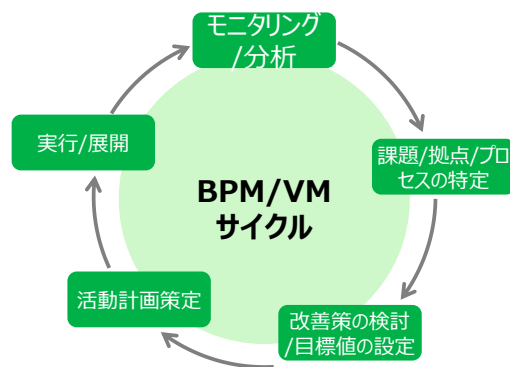 モニタリング
/分析
課題/拠点/プロ
セスの特定
改善策の検討
/目標値の設定
活動計画策定
実行/展開
BPM/VM
サイクル